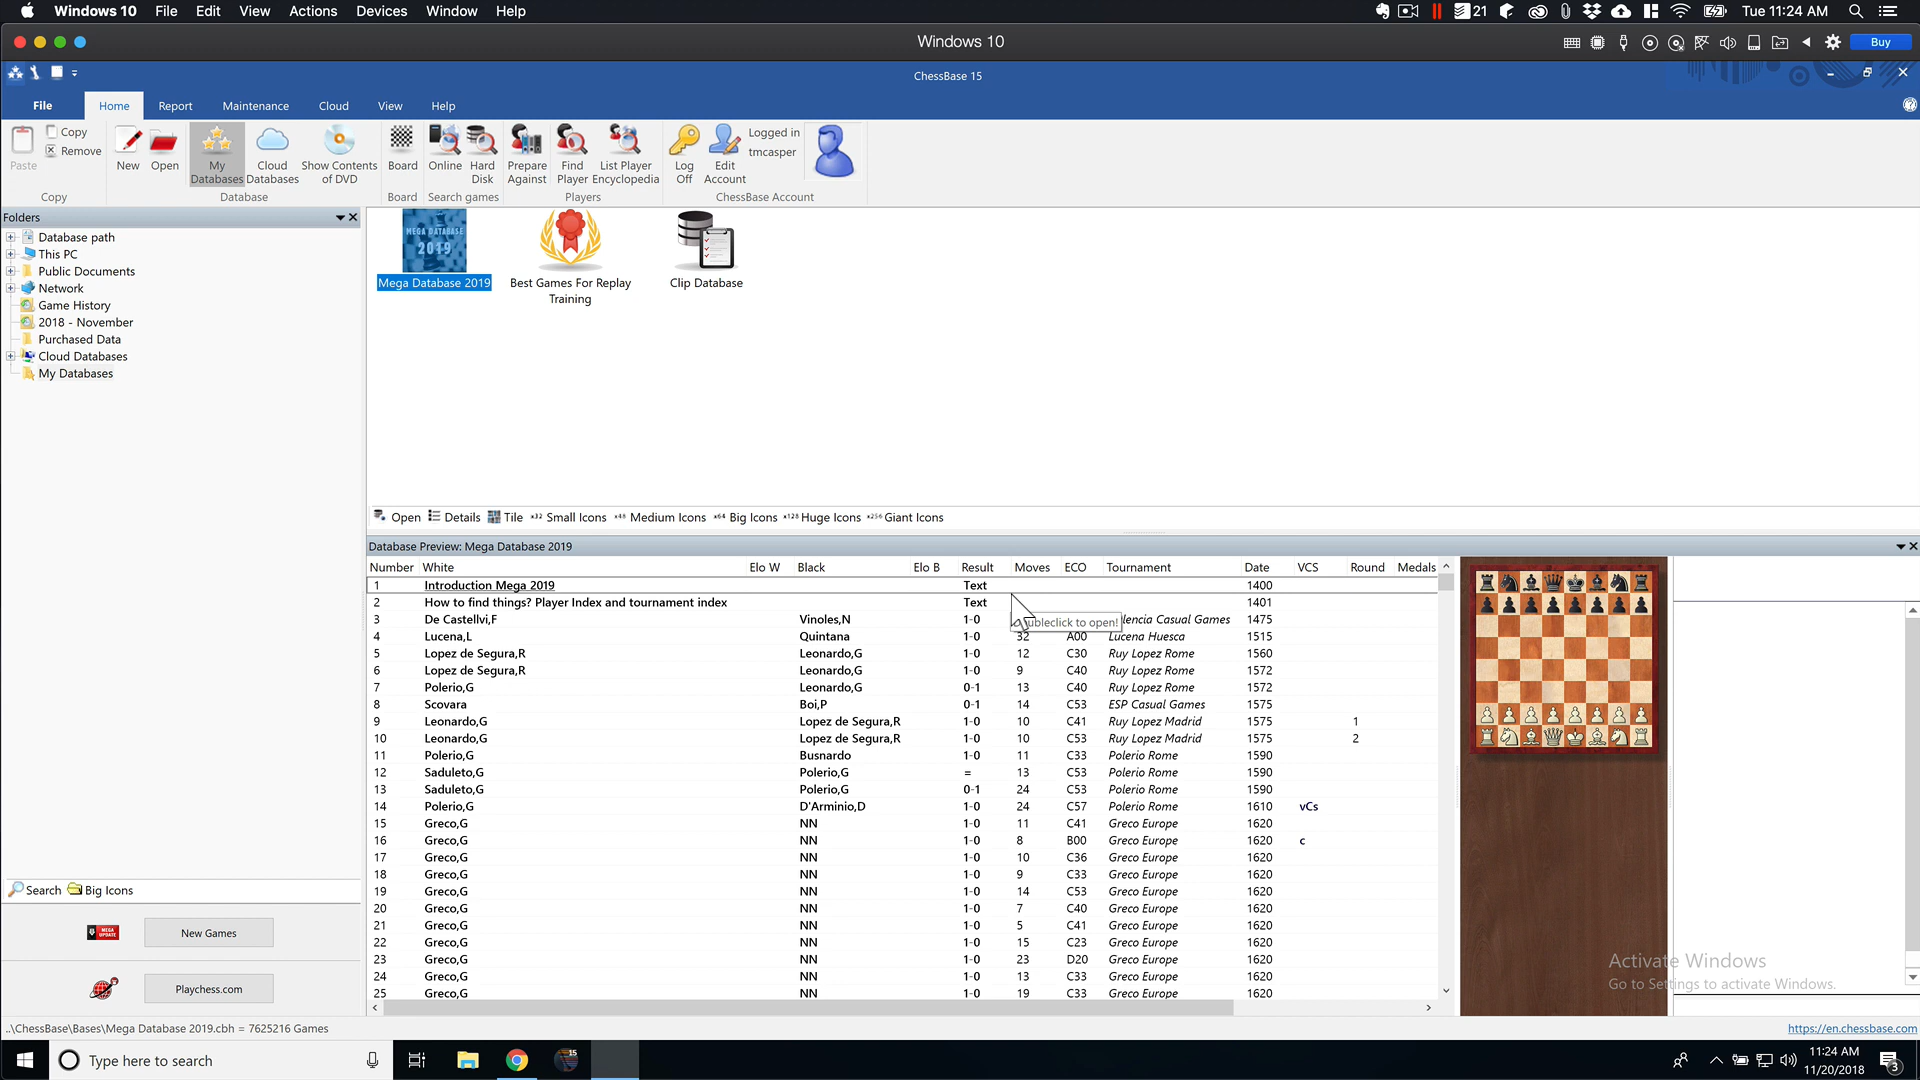 Windows 10 File Edit View Actions Devices Window Help 21 Tue 11:24 AM
Windows 10 Buy
ChessBase 15
File Home Report Maintenance Cloud View Help
Paste Copy Remove
New Open My Databases Cloud Databases Show Contents of DVD Board Online Hard Disk Prepare Against Find Player List Player Encyclopedia Log Off Edit Account Logged in tmcasper
Copy Database Board Search games Players ChessBase Account
Folders
Database path
This PC
Public Documents
Network
Game History
2018 - November
Purchased Data
Cloud Databases
My Databases
MEGA DATABASE 2019
Mega Database 2019
Best Games For Replay Training
Clip Database
Open Details Tile x32 Small Icons x48 Medium Icons x64 Big Icons x128 Huge Icons x256 Giant Icons
Database Preview: Mega Database 2019
Number White Elo W Black Elo B Result Moves ECO Tournament Date VCS Round Medals
1 Introduction Mega 2019 Text 1400
2 How to find things? Player Index and tournament index Text 1401
3 De Castellvi,F Vinoles,N 1-0 lencia Casual Games 1475
ubleclick to open!
4 Lucena,L Quintana 1-0 32 A00 Lucena Huesca 1515
5 Lopez de Segura,R Leonardo,G 1-0 12 C30 Ruy Lopez Rome 1560
6 Lopez de Segura,R Leonardo,G 1-0 9 C40 Ruy Lopez Rome 1572
7 Polerio,G Leonardo,G 0-1 13 C40 Ruy Lopez Rome 1572
8 Scovara Boi,P 0-1 14 C53 ESP Casual Games 1575
9 Leonardo,G Lopez de Segura,R 1-0 10 C41 Ruy Lopez Madrid 1575 1
10 Leonardo,G Lopez de Segura,R 1-0 10 C53 Ruy Lopez Madrid 1575 2
11 Polerio,G Busnardo 1-0 11 C33 Polerio Rome 1590
12 Saduleto,G Polerio,G = 13 C53 Polerio Rome 1590
13 Saduleto,G Polerio,G 0-1 24 C53 Polerio Rome 1590
14 Polerio,G D'Arminio,D 1-0 24 C57 Polerio Rome 1610 vCs
15 Greco,G NN 1-0 11 C41 Greco Europe 1620
16 Greco,G NN 1-0 8 B00 Greco Europe 1620 c
17 Greco,G NN 1-0 10 C36 Greco Europe 1620
18 Greco,G NN 1-0 9 C33 Greco Europe 1620
19 Greco,G NN 1-0 14 C53 Greco Europe 1620
20 Greco,G NN 1-0 7 C40 Greco Europe 1620
21 Greco,G NN 1-0 5 C41 Greco Europe 1620
22 Greco,G NN 1-0 15 C23 Greco Europe 1620
23 Greco,G NN 1-0 23 D20 Greco Europe 1620
24 Greco,G NN 1-0 13 C33 Greco Europe 1620
25 Greco,G NN 1-0 19 C33 Greco Europe 1620
Search Big Icons
MEGA UPDATE New Games
Playchess.com
Activate Windows
Go to Settings to activate Windows.
..\ChessBase\Bases\Mega Database 2019.cbh = 7625216 Games
https://en.chessbase.com
Type here to search 15 11:24 AM
11/20/2018 3